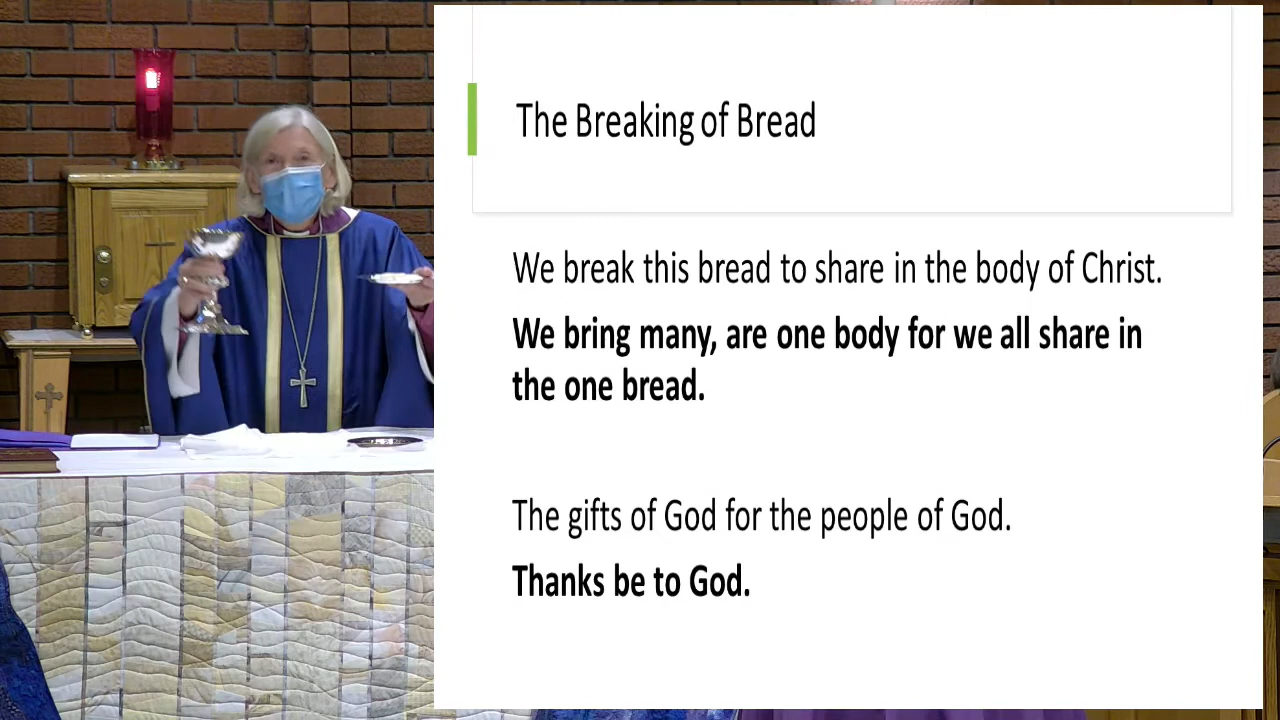 The Breaking of Bread
We break this bread to share in the body of Christ.
We bring many, are one body for we all share in
the one bread.
The gifts of God for the people of God.
Thanks be to God.